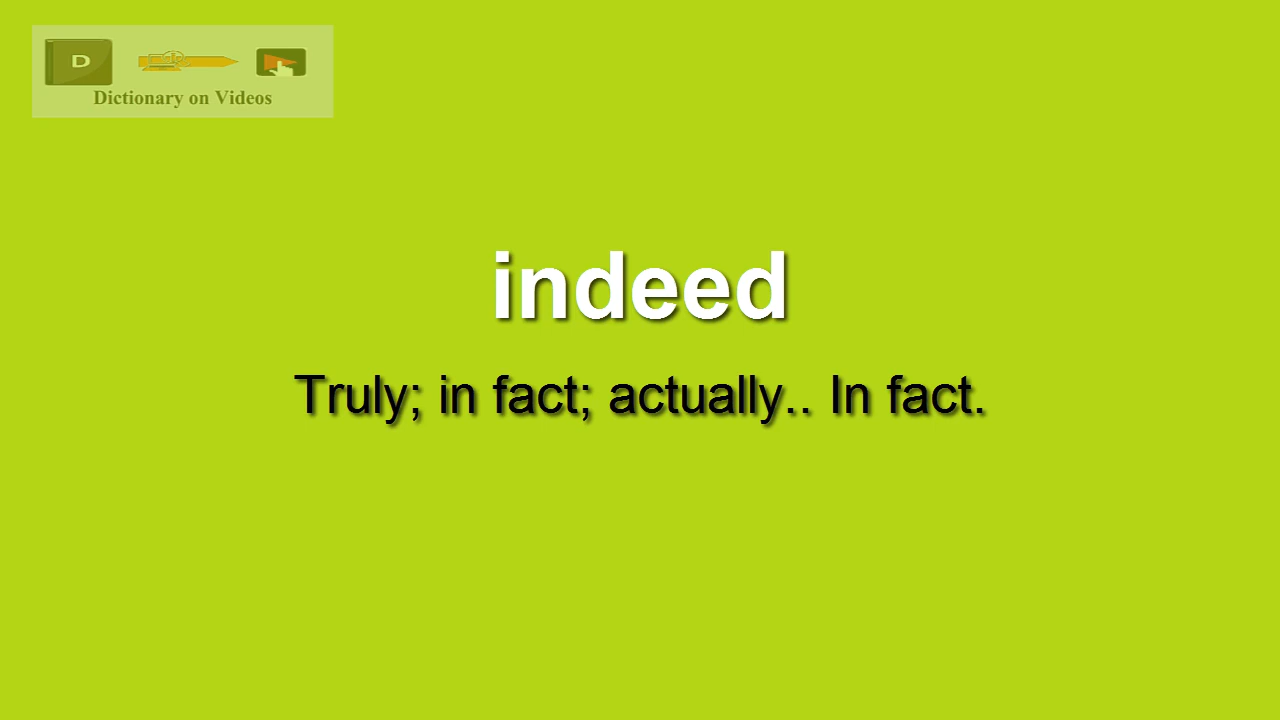 D
Dictionary on Videos
indeed
Truly; in fact; actually.. In fact.